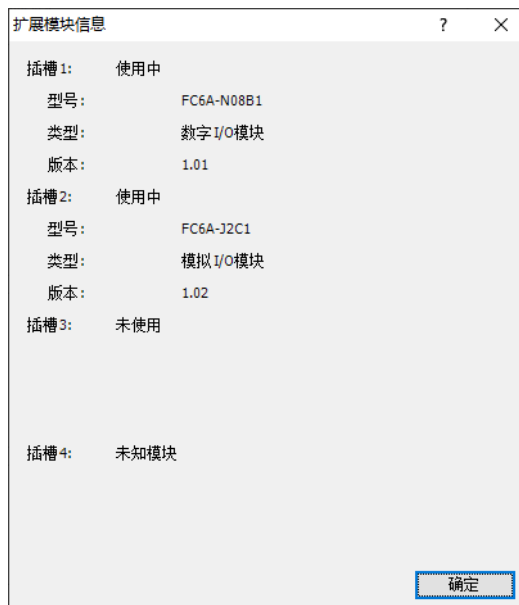 扩展模块信息 ?
插槽1: 使用中
型号: FC6A-N08B1
类型: 数字I/O模块
版本: 1.01
插槽2: 使用中
型号: FC6A-J2C1
类型: 模拟I/O模块
版本: 1.02
插槽3: 未使用
插槽4: 未知模块
确定